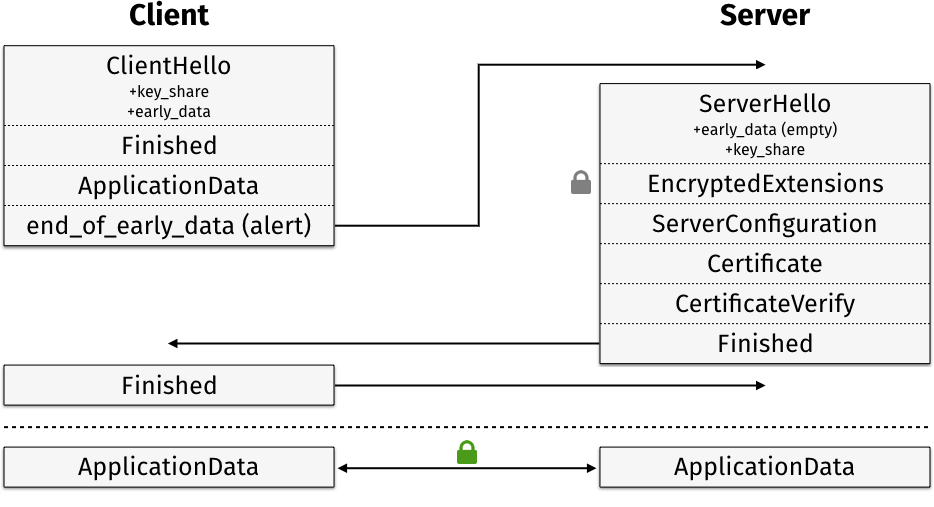 Client
Server
ClientHello
+key_share
+early_data
Finished
ApplicationData
end_of_early_data (alert)
ServerHello
+early_data (empty)
+key_share
EncryptedExtensions
ServerConfiguration
Certificate
CertificateVerify
Finished
Finished
ApplicationData
ApplicationData